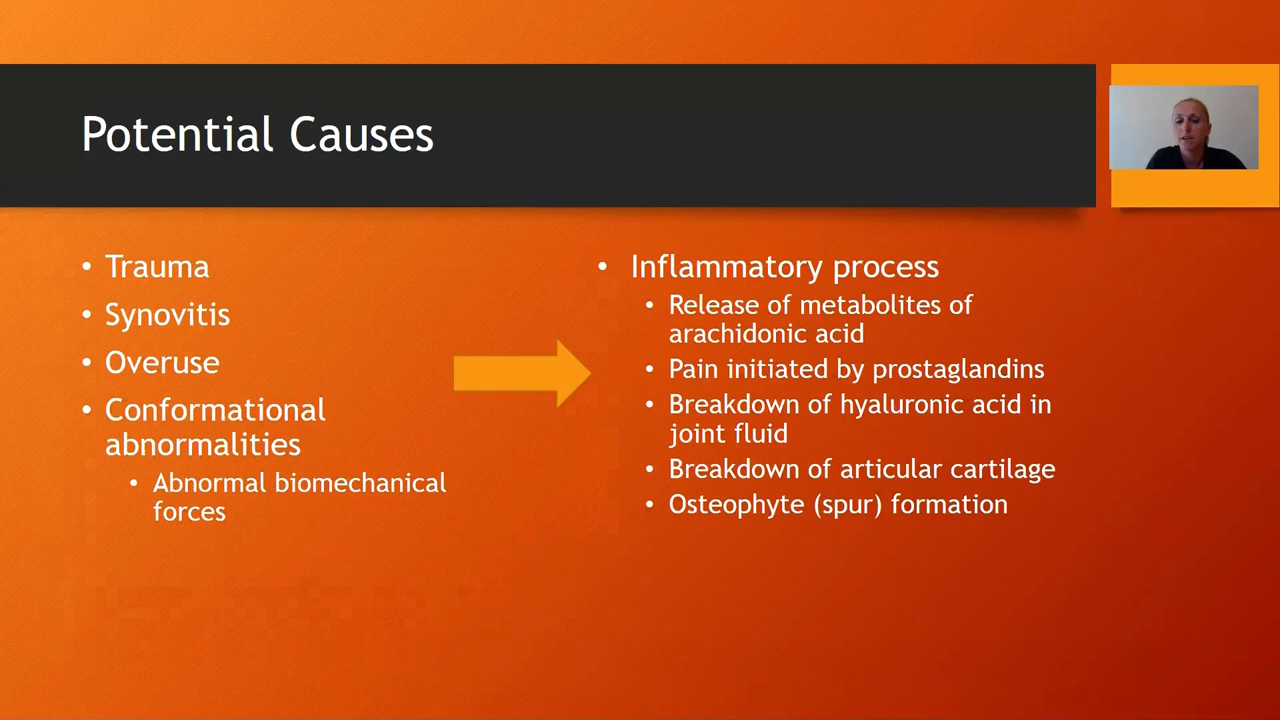 Potential Causes
• Trauma
• Synovitis
• Overuse
• Conformational
abnormalities
• Abnormal biomechanical
forces
• Inflammatory process
• Release of metabolites of
arachidonic acid
• Pain initiated by prostaglandins
• Breakdown of hyaluronic acid in
joint fluid
• Breakdown of articular cartilage
• Osteophyte (spur) formation